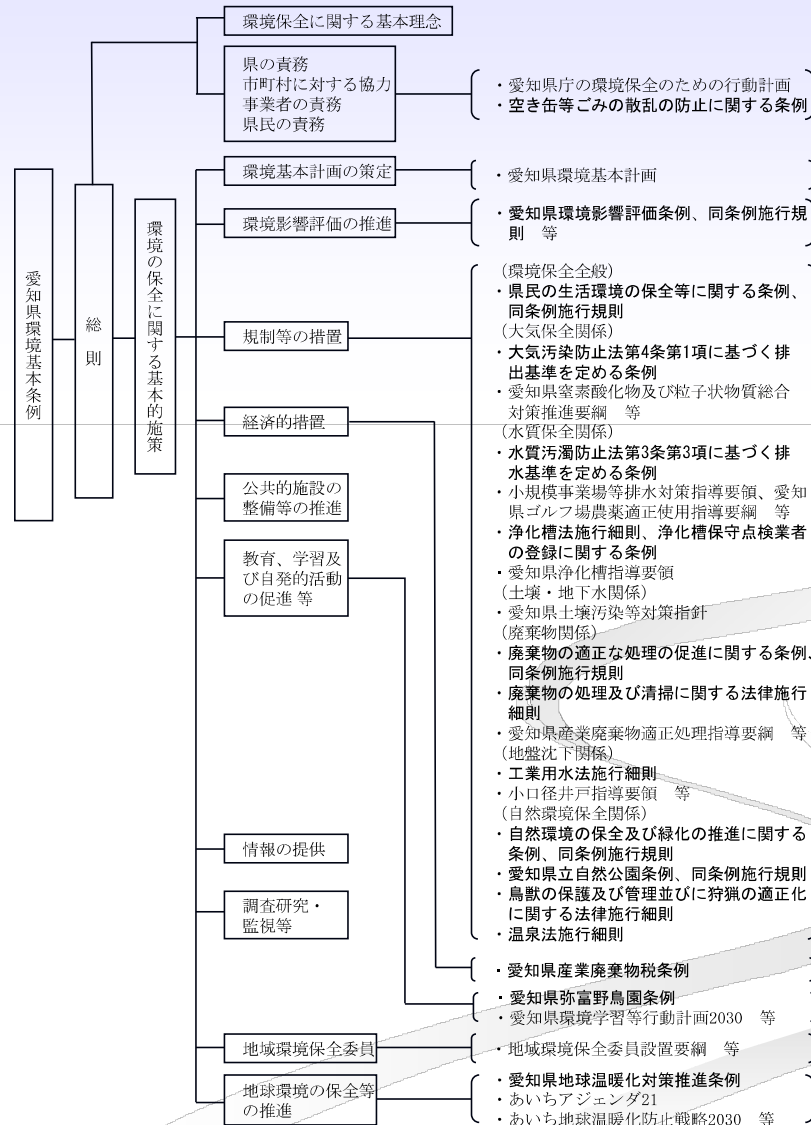 愛知県環境基本条例
総則
環境の保全に関する基本的施策
環境保全に関する基本理念
県の責務
市町村に対する協力
事業者の責務
県民の責務
・愛知県庁の環境保全のための行動計画
・空き缶等ごみの散乱の防止に関する条例
環境基本計画の策定
・愛知県環境基本計画
環境影響評価の推進
・愛知県環境影響評価条例、同条例施行規
則　等
規制等の措置
（環境保全全般）
・県民の生活環境の保全等に関する条例、
同条例施行規則
（大気保全関係）
・大気汚染防止法第4条第1項に基づく排
出基準を定める条例
・愛知県窒素酸化物及び粒子状物質総合
対策推進要綱　等
（水質保全関係）
・水質汚濁防止法第3条第3項に基づく排
水基準を定める条例
・小規模事業場等排水対策指導要領、愛知
県ゴルフ場農薬適正使用指導要綱　等
・浄化槽法施行細則、浄化槽保守点検業者
の登録に関する条例
・愛知県浄化槽指導要領
（土壌・地下水関係）
・愛知県土壌汚染等対策指針
（廃棄物関係）
・廃棄物の適正な処理の促進に関する条例、
同条例施行規則
・廃棄物の処理及び清掃に関する法律施行
細則
・愛知県産業廃棄物適正処理指導要綱　等
（地盤沈下関係）
・工業用水法施行細則
・小口径井戸指導要領　等
（自然環境保全関係）
・自然環境の保全及び緑化の推進に関する
条例、同条例施行規則
・愛知県立自然公園条例、同条例施行規則
・鳥獣の保護及び管理並びに狩猟の適正化
に関する法律施行細則
・温泉法施行細則
経済的措置
・愛知県産業廃棄物税条例
公共的施設の
整備等の推進
教育、学習及
び自発的活動
の促進 等
・愛知県弥富野鳥園条例
・愛知県環境学習等行動計画2030　等
情報の提供
調査研究・
監視等
地域環境保全委員
・地域環境保全委員設置要綱　等
地球環境の保全等
の推進
・愛知県地球温暖化対策推進条例
・あいちアジェンダ21
・あいち地球温暖化防止戦略2030　等